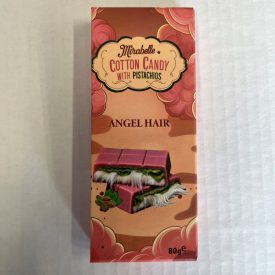 Mirabelle
COTTON CANDY
WITH PISTACHIOS
ANGEL HAIR
80g